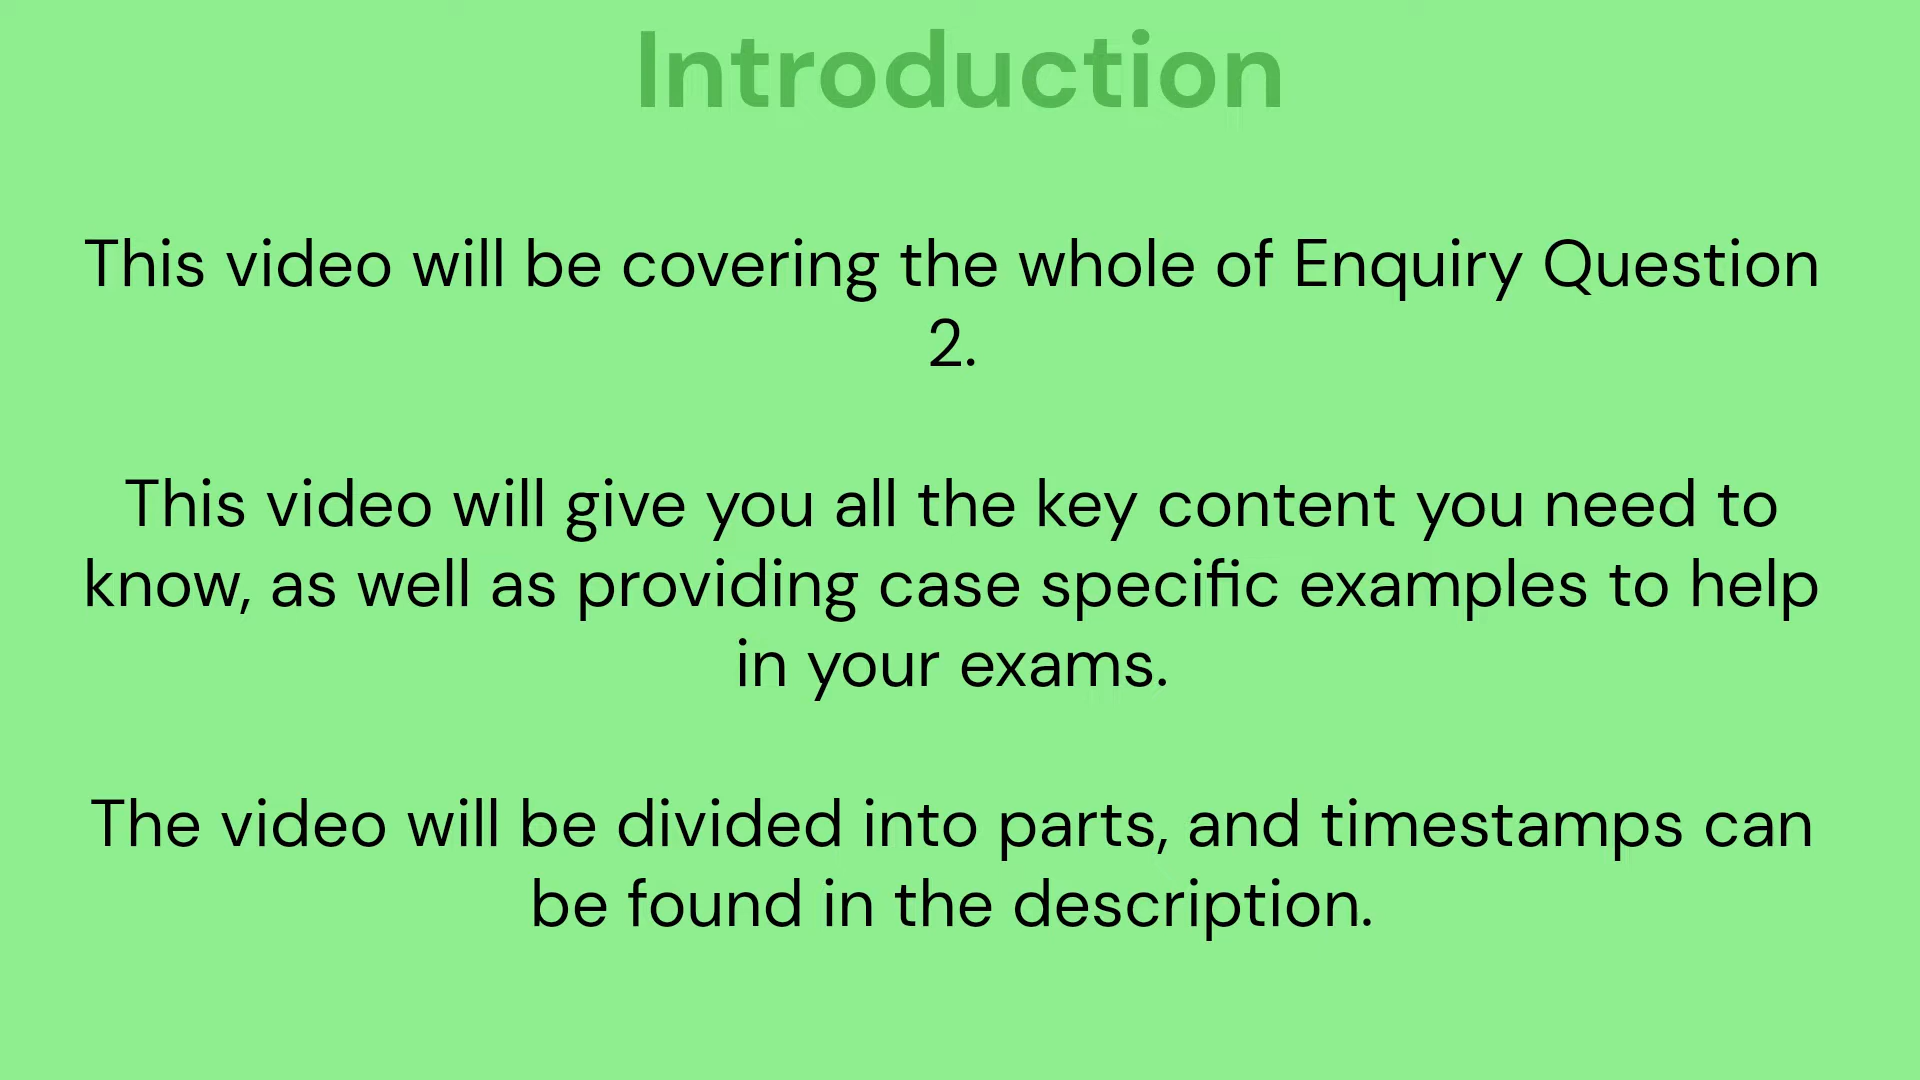 Introduction
This video will be covering the whole of Enquiry Question
2.
This video will give you all the key content you need to
know, as well as providing case specific examples to help
in your exams.
The video will be divided into parts, and timestamps can
be found in the description.